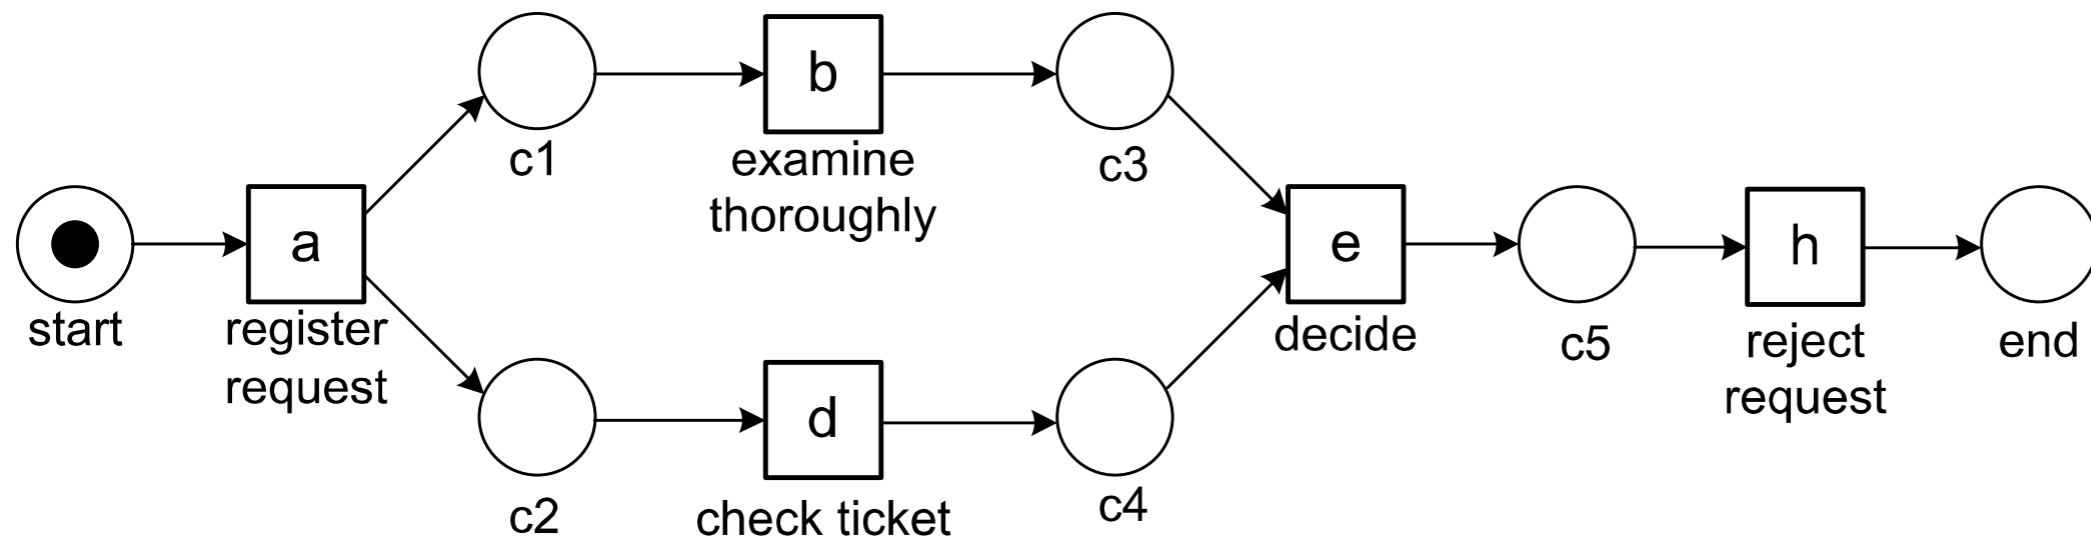 start
a
register
request
c1
c2
b
examine
thoroughly
d
check ticket
c3
c4
e
decide
c5
h
reject
request
end